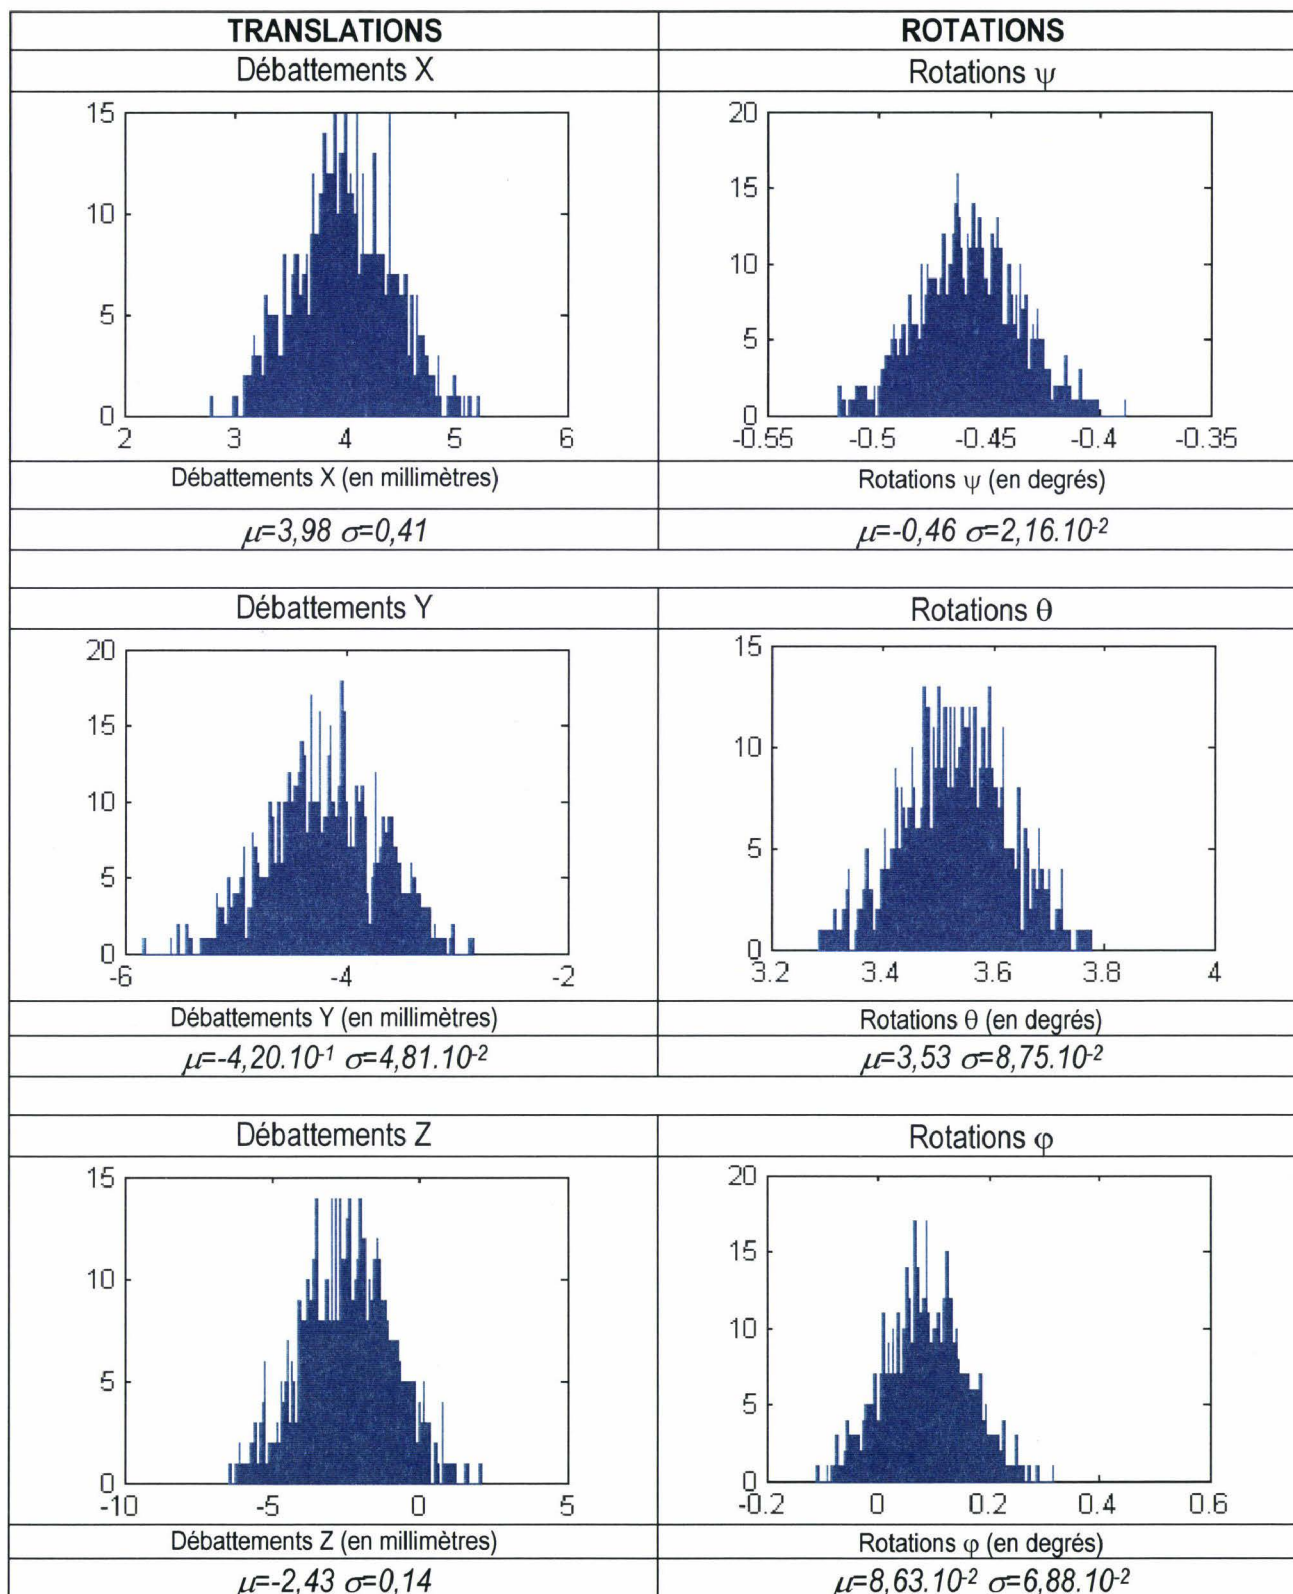 TRANSLATIONS ROTATIONS
Débattements X Rotations ψ
15 20
10 15
5 10
0 5
0
2 3 4 5 6 -0.55 -0.5 -0.45 -0.4 -0.35
Débattements X (en millimètres) Rotations ψ (en degrés)
μ=3,98 σ=0,41 μ=-0,46 σ=2,16.10-2
Débattements Y Rotations θ
20 15
15 10
10 5
5 0
0
-6 -4 -2 3.2 3.4 3.6 3.8 4
Débattements Y (en millimètres) Rotations θ (en degrés)
μ=-4,20.10-1 σ=4,81.10-2 μ=3,53 σ=8,75.10-2
Débattements Z Rotations φ
15 20
10 15
5 10
0 5
0
-10 -5 0 5 -0.2 0 0.2 0.4 0.6
Débattements Z (en millimètres) Rotations φ (en degrés)
μ=-2,43 σ=0,14 μ=8,63.10-2 σ=6,88.10-2